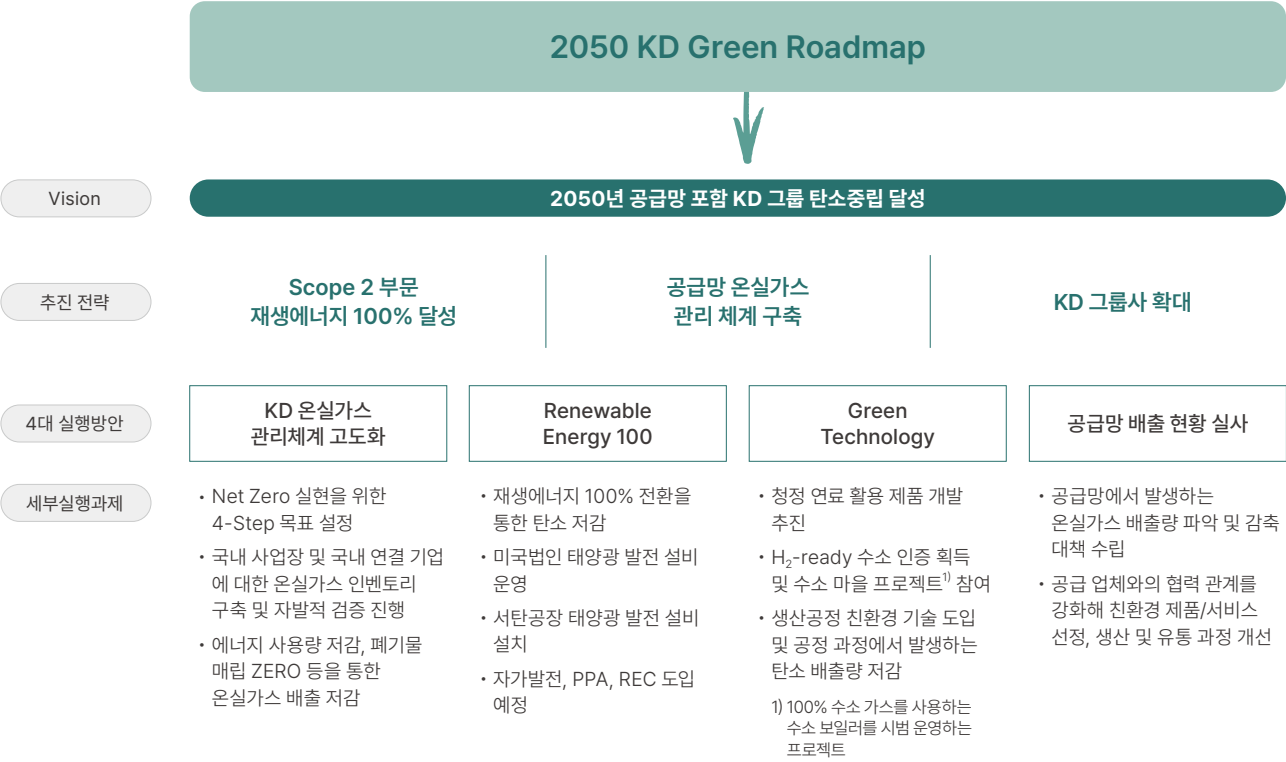 2050 KD Green Roadmap
Vision
2050년 공급망 포함 KD 그룹 탄소중립 달성
추진 전략
Scope 2 부문
재생에너지 100% 달성
공급망 온실가스
관리 체계 구축
KD 그룹사 확대
4대 실행방안
KD 온실가스
관리체계 고도화
Renewable
Energy 100
Green
Technology
공급망 배출 현황 실사
세부실행과제
• Net Zero 실현을 위한
4-Step 목표 설정
• 국내 사업장 및 국내 연결 기업
에 대한 온실가스 인벤토리
구축 및 자발적 검증 진행
• 에너지 사용량 저감, 폐기물
매립 ZERO 등을 통한
온실가스 배출 저감
• 재생에너지 100% 전환을
통한 탄소 저감
• 미국법인 태양광 발전 설비
운영
• 서탄공장 태양광 발전 설비
설치
• 자가발전, PPA, REC 도입
예정
• 청정 연료 활용 제품 개발
추진
• H₂-ready 수소 인증 획득
및 수소 마을 프로젝트¹⁾ 참여
• 생산공정 친환경 기술 도입
및 공정 과정에서 발생하는
탄소 배출량 저감
1) 100% 수소 가스를 사용하는
수소 보일러를 시범 운영하는
프로젝트
• 공급망에서 발생하는
온실가스 배출량 파악 및 감축
대책 수립
• 공급 업체와의 협력 관계를
강화해 친환경 제품/서비스
선정, 생산 및 유통 과정 개선